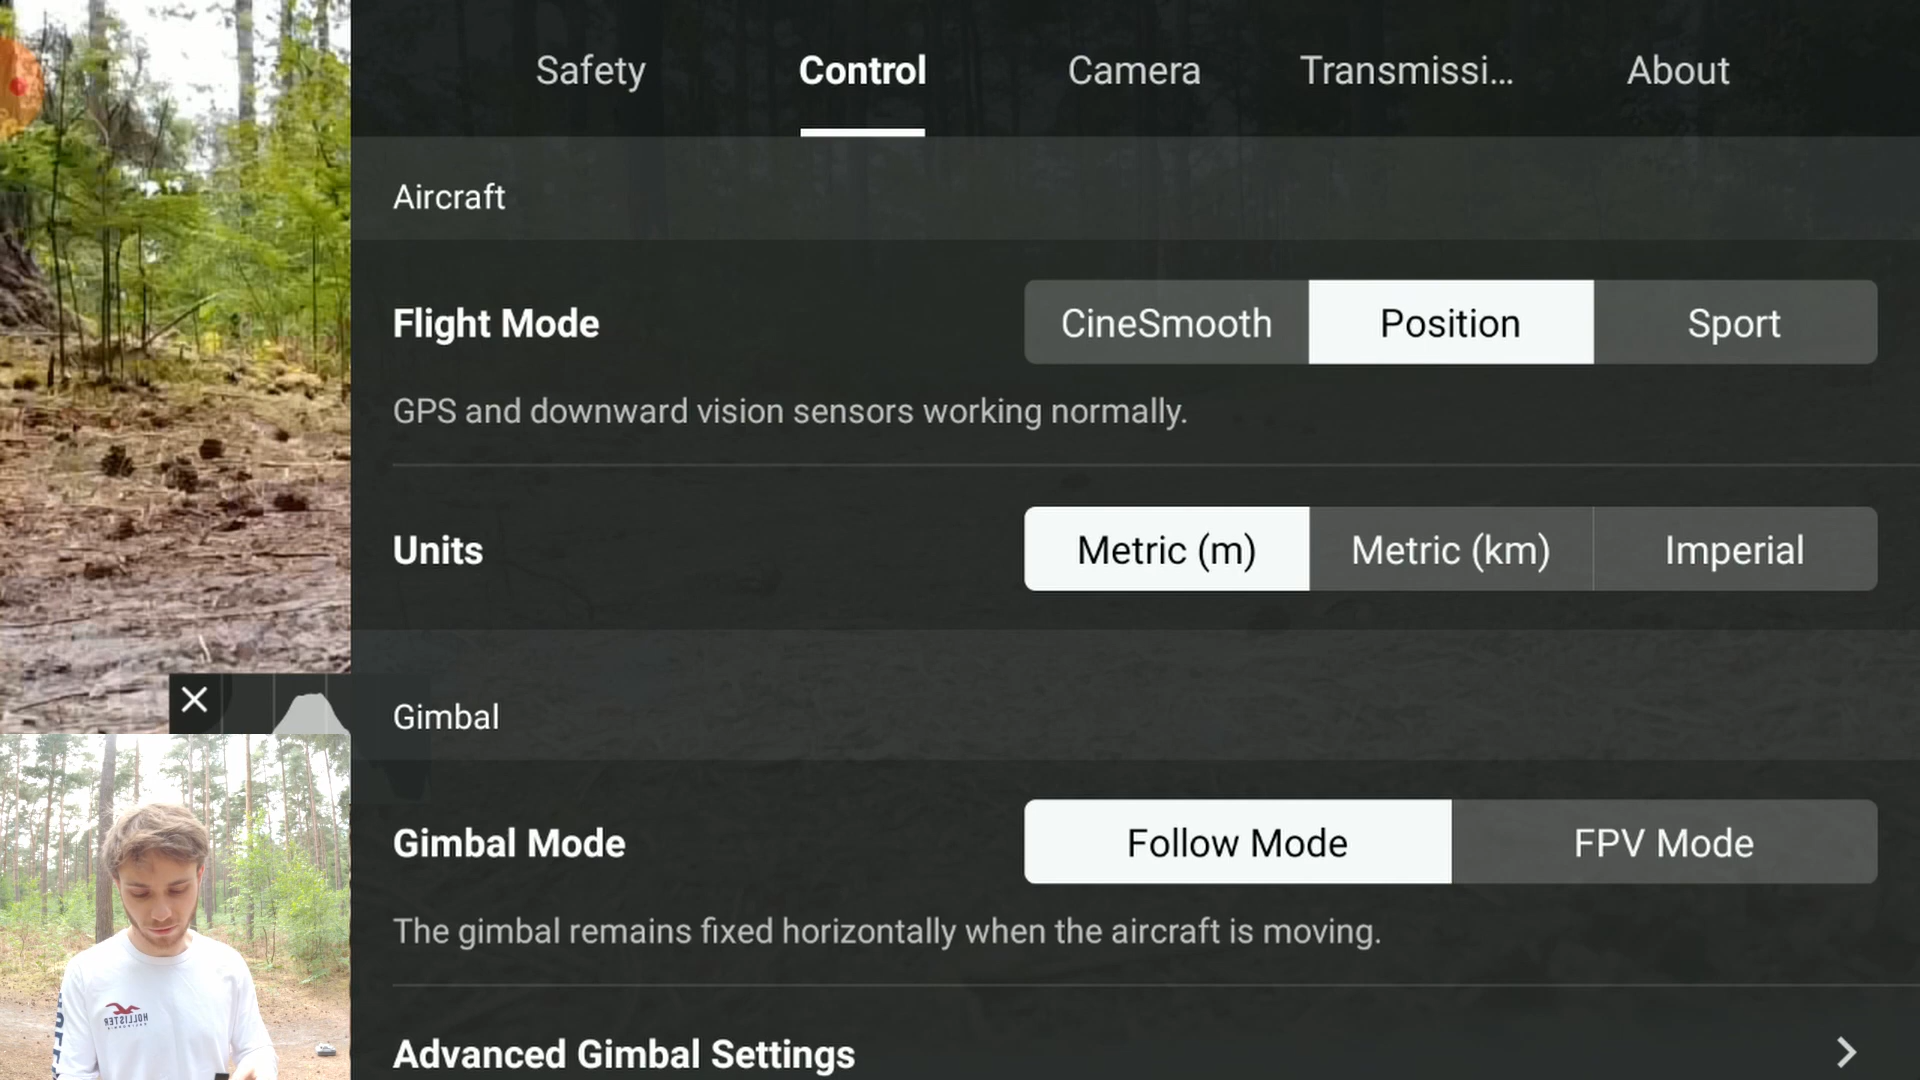 Safety Control Camera Transmissi... About
Aircraft
Flight Mode CineSmooth Position Sport
GPS and downward vision sensors working normally.
Units Metric (m) Metric (km) Imperial
Gimbal
Gimbal Mode Follow Mode FPV Mode
The gimbal remains fixed horizontally when the aircraft is moving.
HOLLISTER
Advanced Gimbal Settings